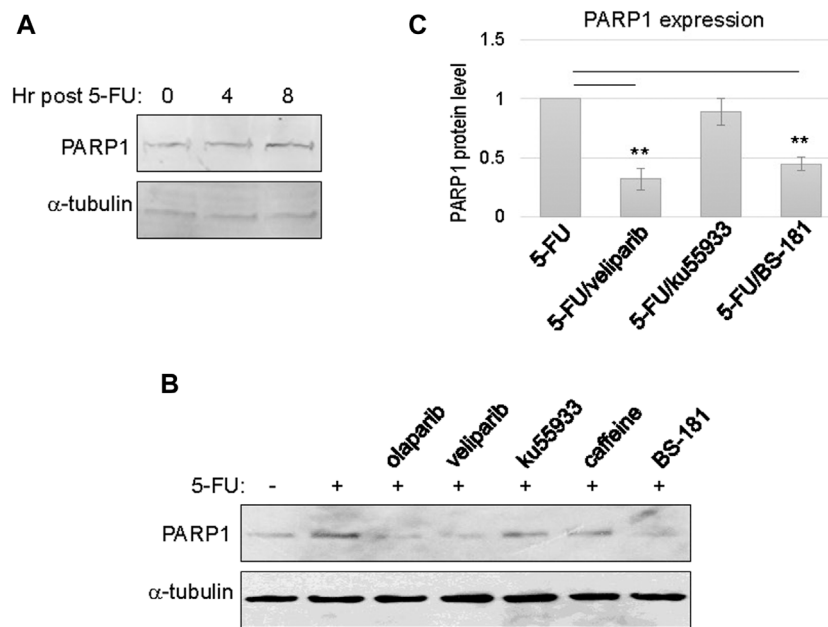 A
Hr post 5-FU: 0 4 8
PARP1
α-tubulin
C
PARP1 expression
PARP1 protein level
1.5
1
0.5
0
**
**
5-FU
5-FU/veliparib
5-FU/ku55933
5-FU/BS-181
B
olaparib
veliparib
ku55933
caffeine
BS-181
5-FU: - + + + + + +
PARP1
α-tubulin